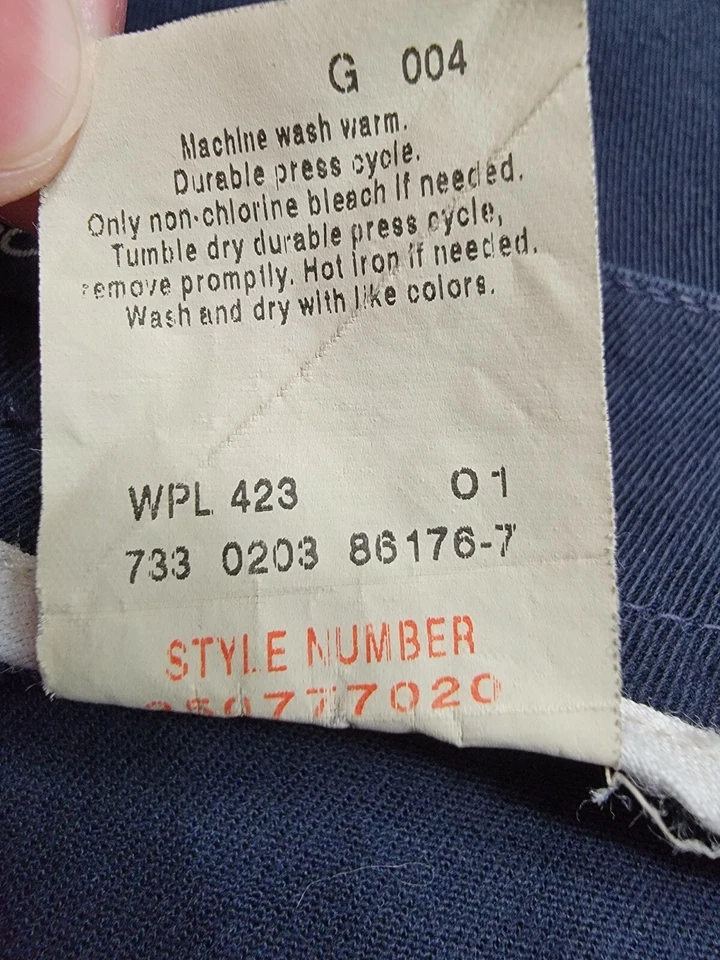 G 004
Machine wash warm.
Durable press cycle.
Only non-chlorine bleach if needed.
Tumble dry durable press cycle,
remove promptly. Hot iron if needed.
Wash and dry with like colors.
WPL 423 01
733 0203 86176-7
STYLE NUMBER